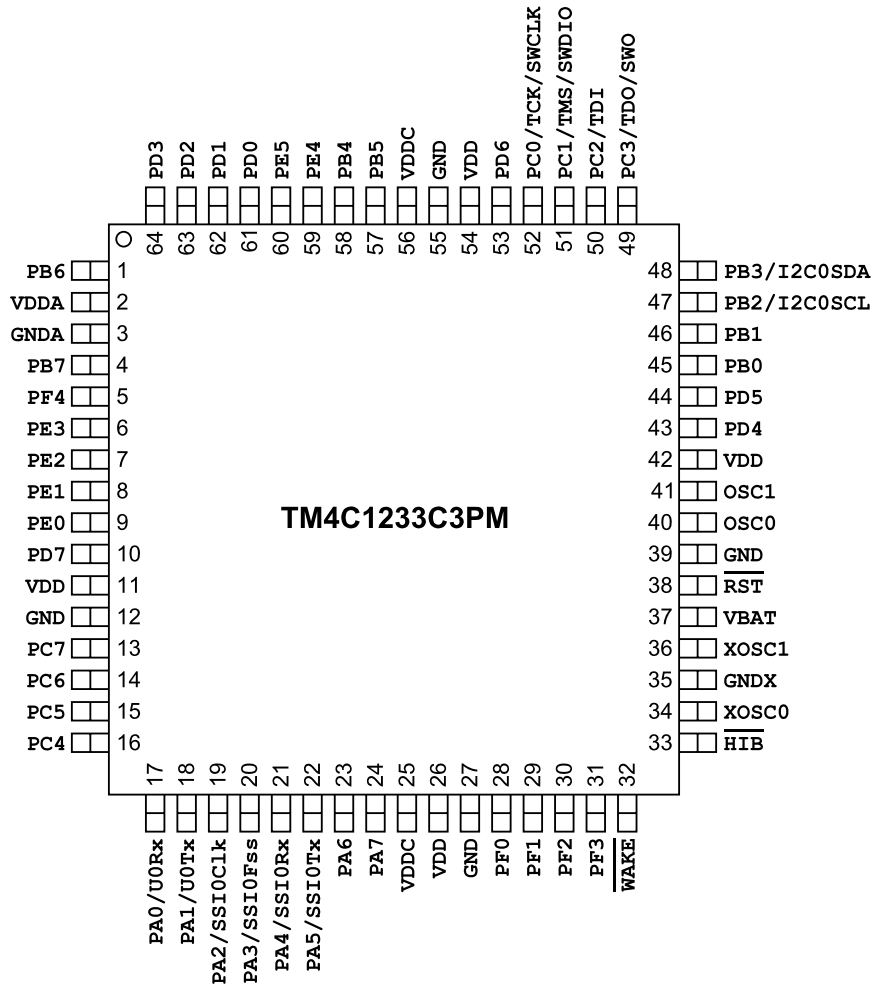 PD3
PD2
PD1
PD0
PE5
PE4
PB4
PB5
VDDC
GND
VDD
PD6
PC0/TCK/SWCLK
PC1/TMS/SWDIO
PC2/TDI
PC3/TDO/SWO
64
63
62
61
60
59
58
57
56
55
54
53
52
51
50
49
PB6 1
VDDA 2
GNDA 3
PB7 4
PF4 5
PE3 6
PE2 7
PE1 8
PE0 9
PD7 10
VDD 11
GND 12
PC7 13
PC6 14
PC5 15
PC4 16
TM4C1233C3PM
48 PB3/I2C0SDA
47 PB2/I2C0SCL
46 PB1
45 PB0
44 PD5
43 PD4
42 VDD
41 OSC1
40 OSC0
39 GND
38 RST
37 VBAT
36 XOSC1
35 GNDX
34 XOSC0
33 HIB
17
18
19
20
21
22
23
24
25
26
27
28
29
30
31
32
PA0/U0Rx
PA1/U0Tx
PA2/SSI0Clk
PA3/SSI0Fss
PA4/SSI0Rx
PA5/SSI0Tx
PA6
PA7
VDDC
VDD
GND
PF0
PF1
PF2
PF3
WAKE